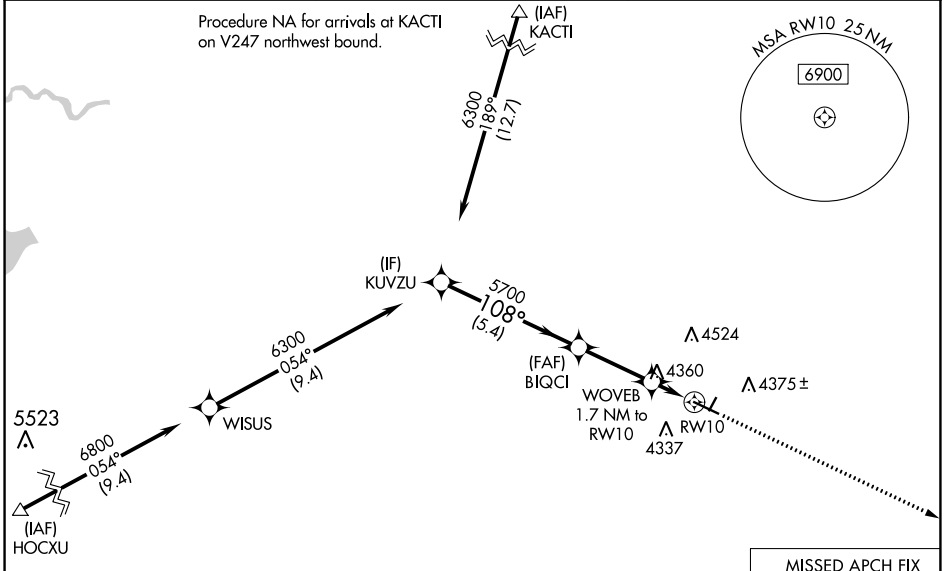 Procedure NA for arrivals at KACTI
on V247 northwest bound.
(IAF)
KACTI
MSA RW10 25 NM
6900
6300
189°
(12.7)
(IF)
KUVZU
5700
108°
(5.4)
(FAF)
BIQCI
4524
4360
4375±
WOVEB
1.7 NM to
RW10
RW10
4337
6300
054°
(9.4)
WISUS
5523
6800
054°
(9.4)
(IAF)
HOCXU
MISSED APCH FIX